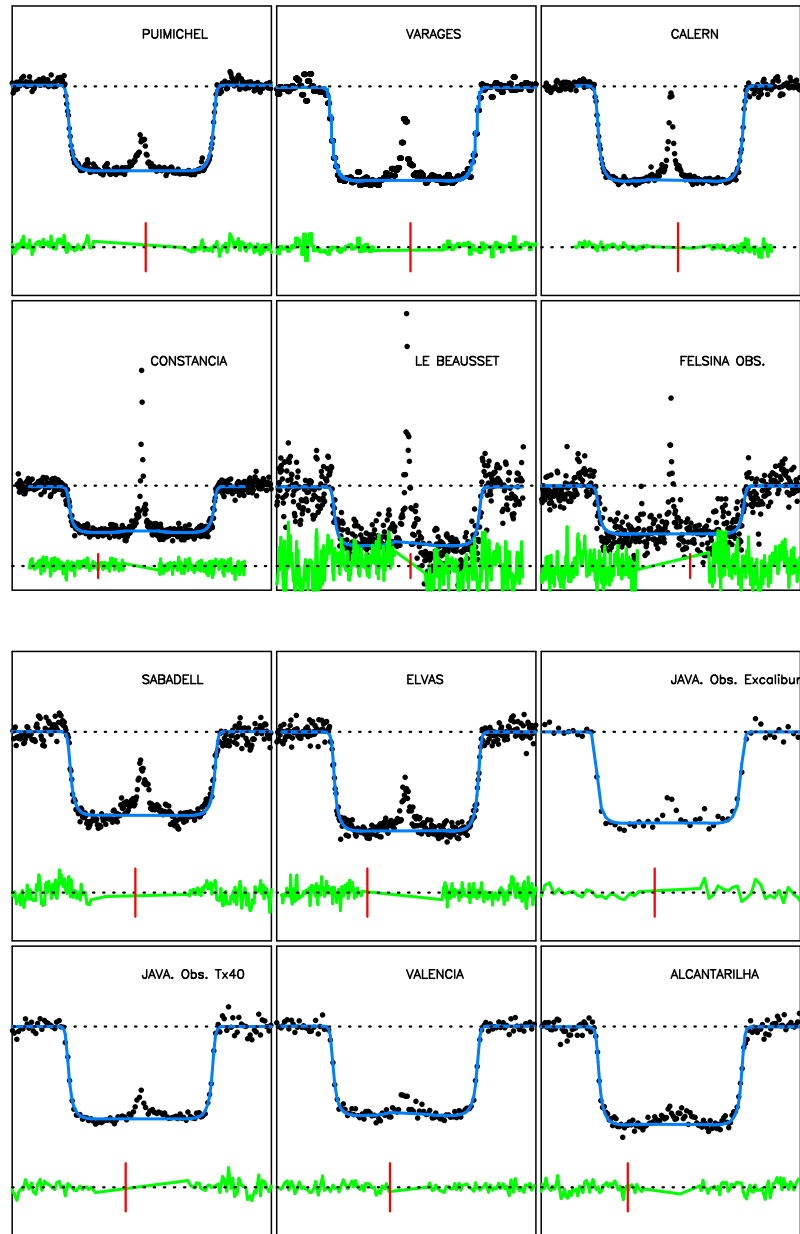 PUIMICHEL
VARAGES
CALERN
CONSTANCIA
LE BEAUSSET
FELSINA OBS.
SABADELL
ELVAS
JAVA. Obs. Excalibur
JAVA. Obs. Tx40
VALENCIA
ALCANTARILHA